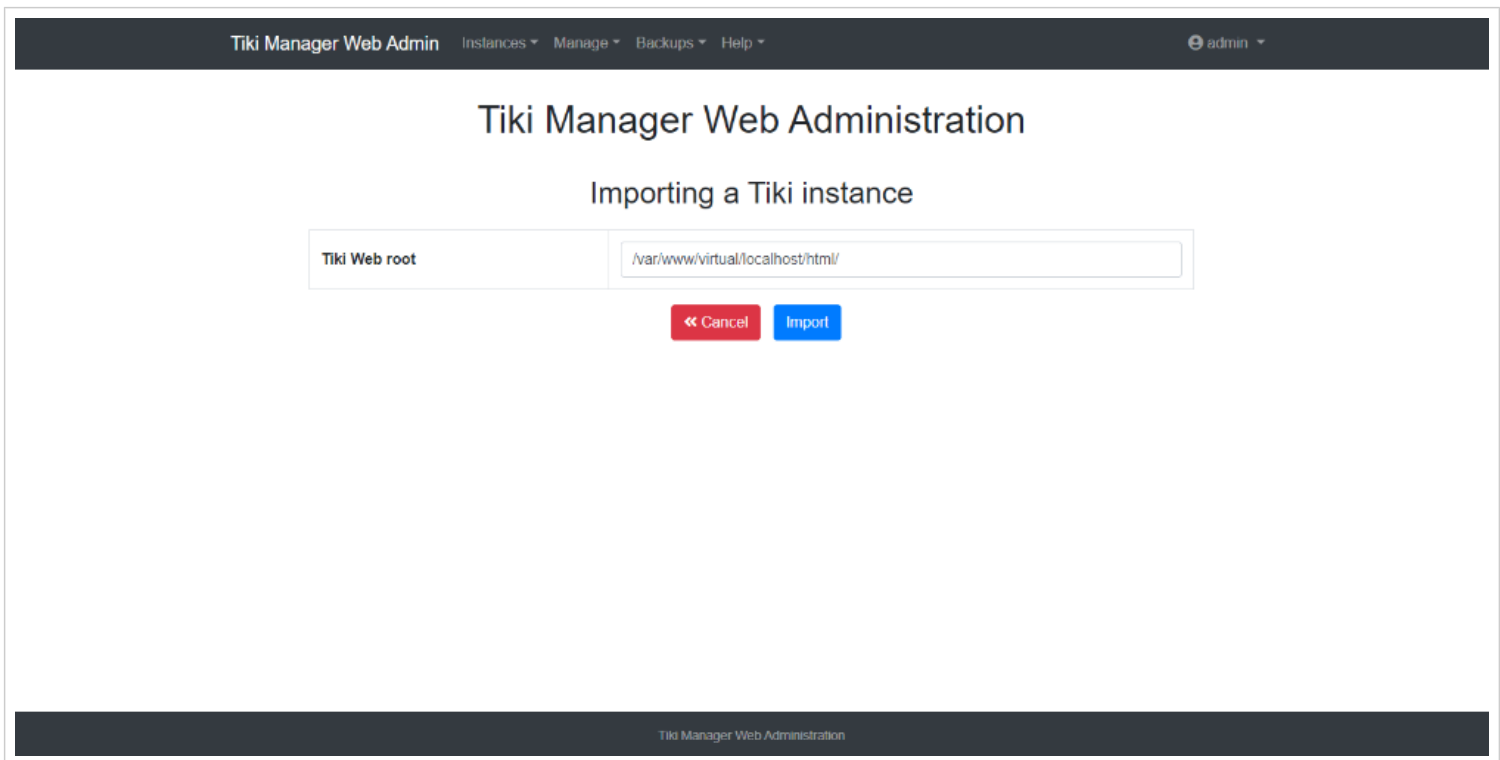 Tiki Manager Web Admin Instances Manage Backups Help admin
Tiki Manager Web Administration
Importing a Tiki instance
Tiki Web root /var/www/virtual/localhost/html/
Cancel Import
Tiki Manager Web Administration